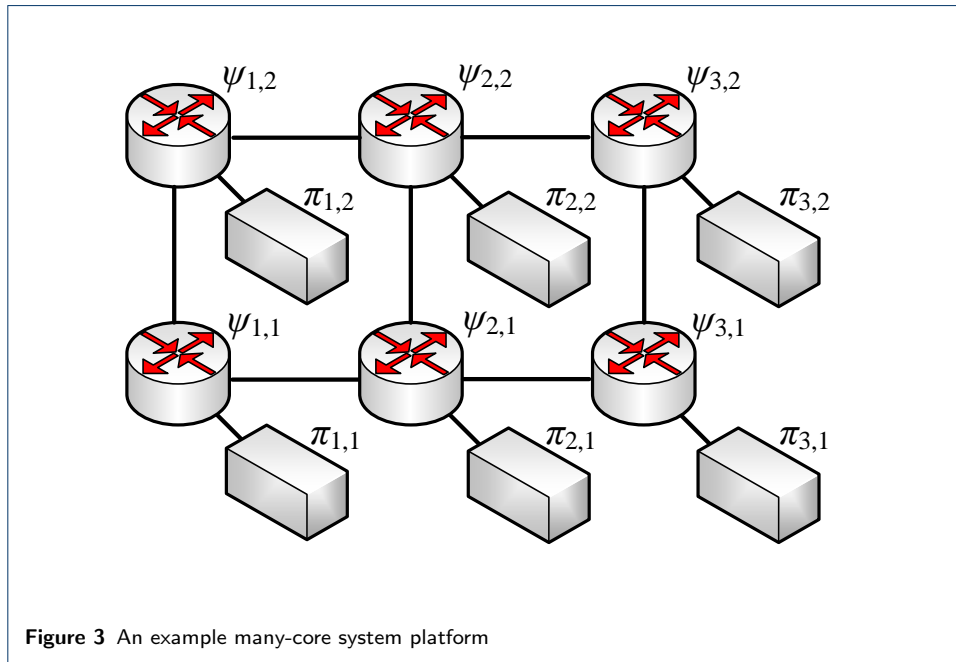 ψ1,2 ψ2,2 ψ3,2
π1,2 π2,2 π3,2
ψ1,1 ψ2,1 ψ3,1
π1,1 π2,1 π3,1
Figure 3 An example many-core system platform